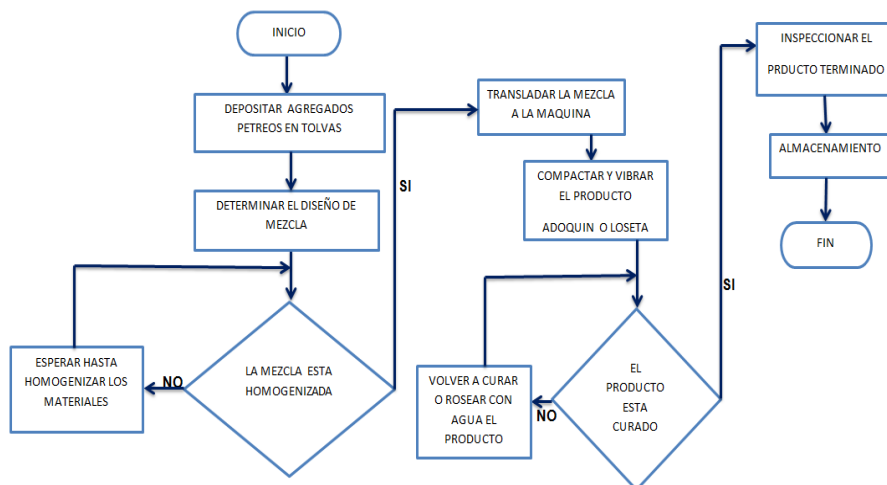 INICIO
DEPOSITAR AGREGADOS
PETREOS EN TOLVAS
DETERMINAR EL DISEÑO DE
MEZCLA
LA MEZCLA ESTA
HOMOGENIZADA
NO
ESPERAR HASTA
HOMOGENIZAR LOS
MATERIALES
SI
TRANSLADAR LA MEZCLA
A LA MAQUINA
COMPACTAR Y VIBRAR
EL PRODUCTO
ADOQUIN O LOSETA
EL
PRODUCTO
ESTA
CURADO
NO
VOLVER A CURAR
O ROSEAR CON
AGUA EL
PRODUCTO
SI
INSPECCIONAR EL
PRDUCTO TERMINADO
ALMACENAMIENTO
FIN